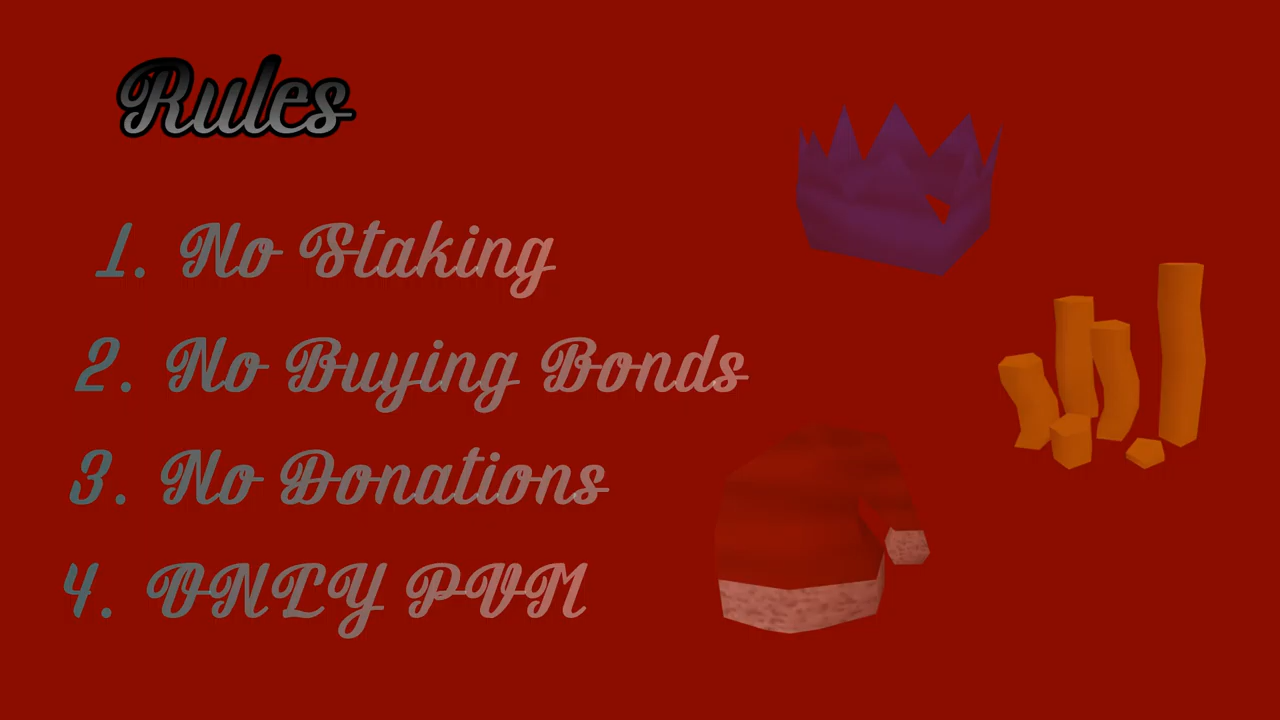 Rules
1. No Staking
2. No Buying Bonds
3. No Donations
4. ONLY PVM